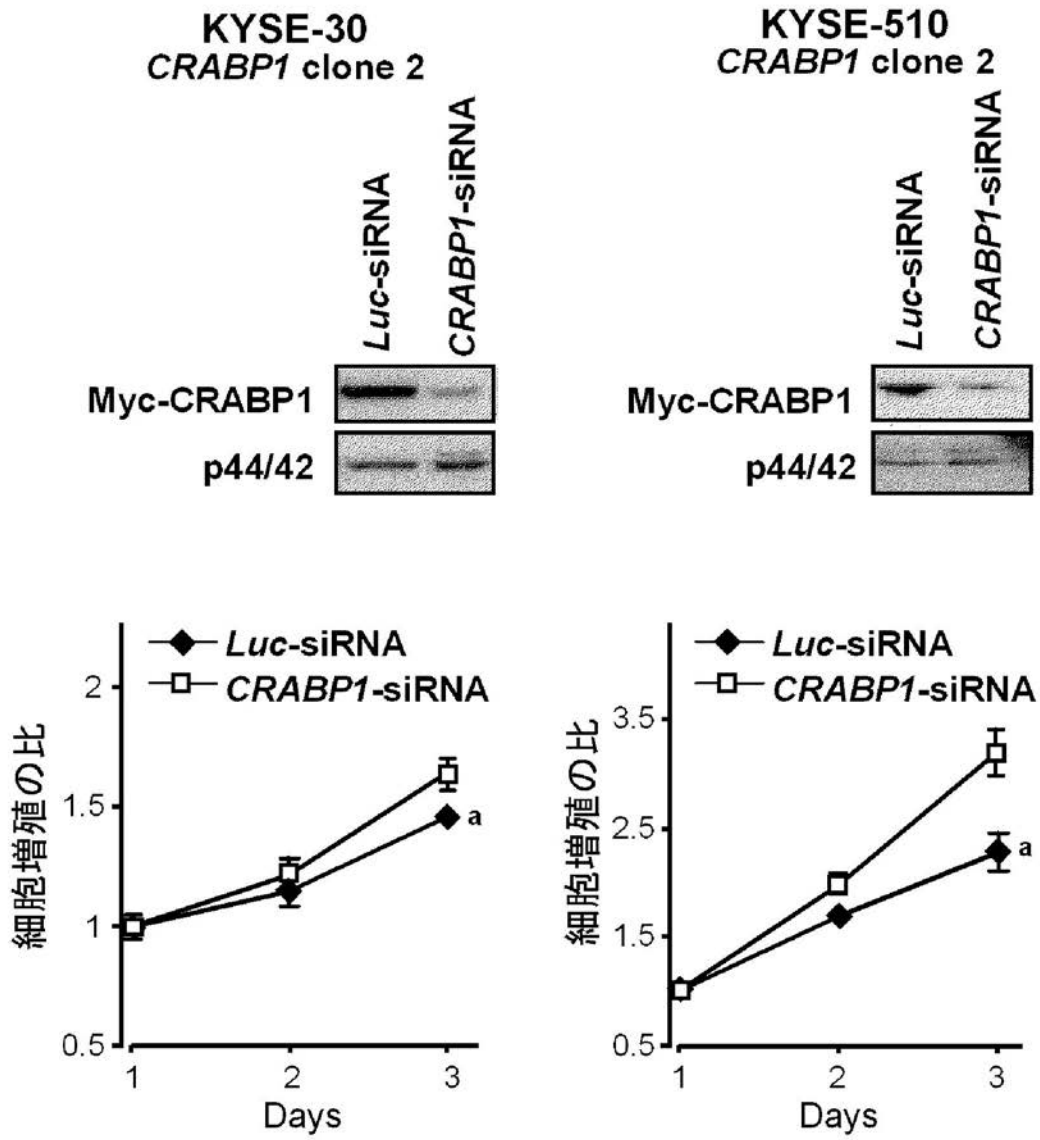 KYSE-30
CRABP1 clone 2
Luc-siRNA
CRABP1-siRNA
Myc-CRABP1
p44/42
KYSE-510
CRABP1 clone 2
Luc-siRNA
CRABP1-siRNA
Myc-CRABP1
p44/42
Luc-siRNA
CRABP1-siRNA
細胞増殖の比
2
1.5
1
0.5
a
1 2 3
Days
Luc-siRNA
CRABP1-siRNA
細胞増殖の比
3.5
2.5
1.5
0.5
a
1 2 3
Days